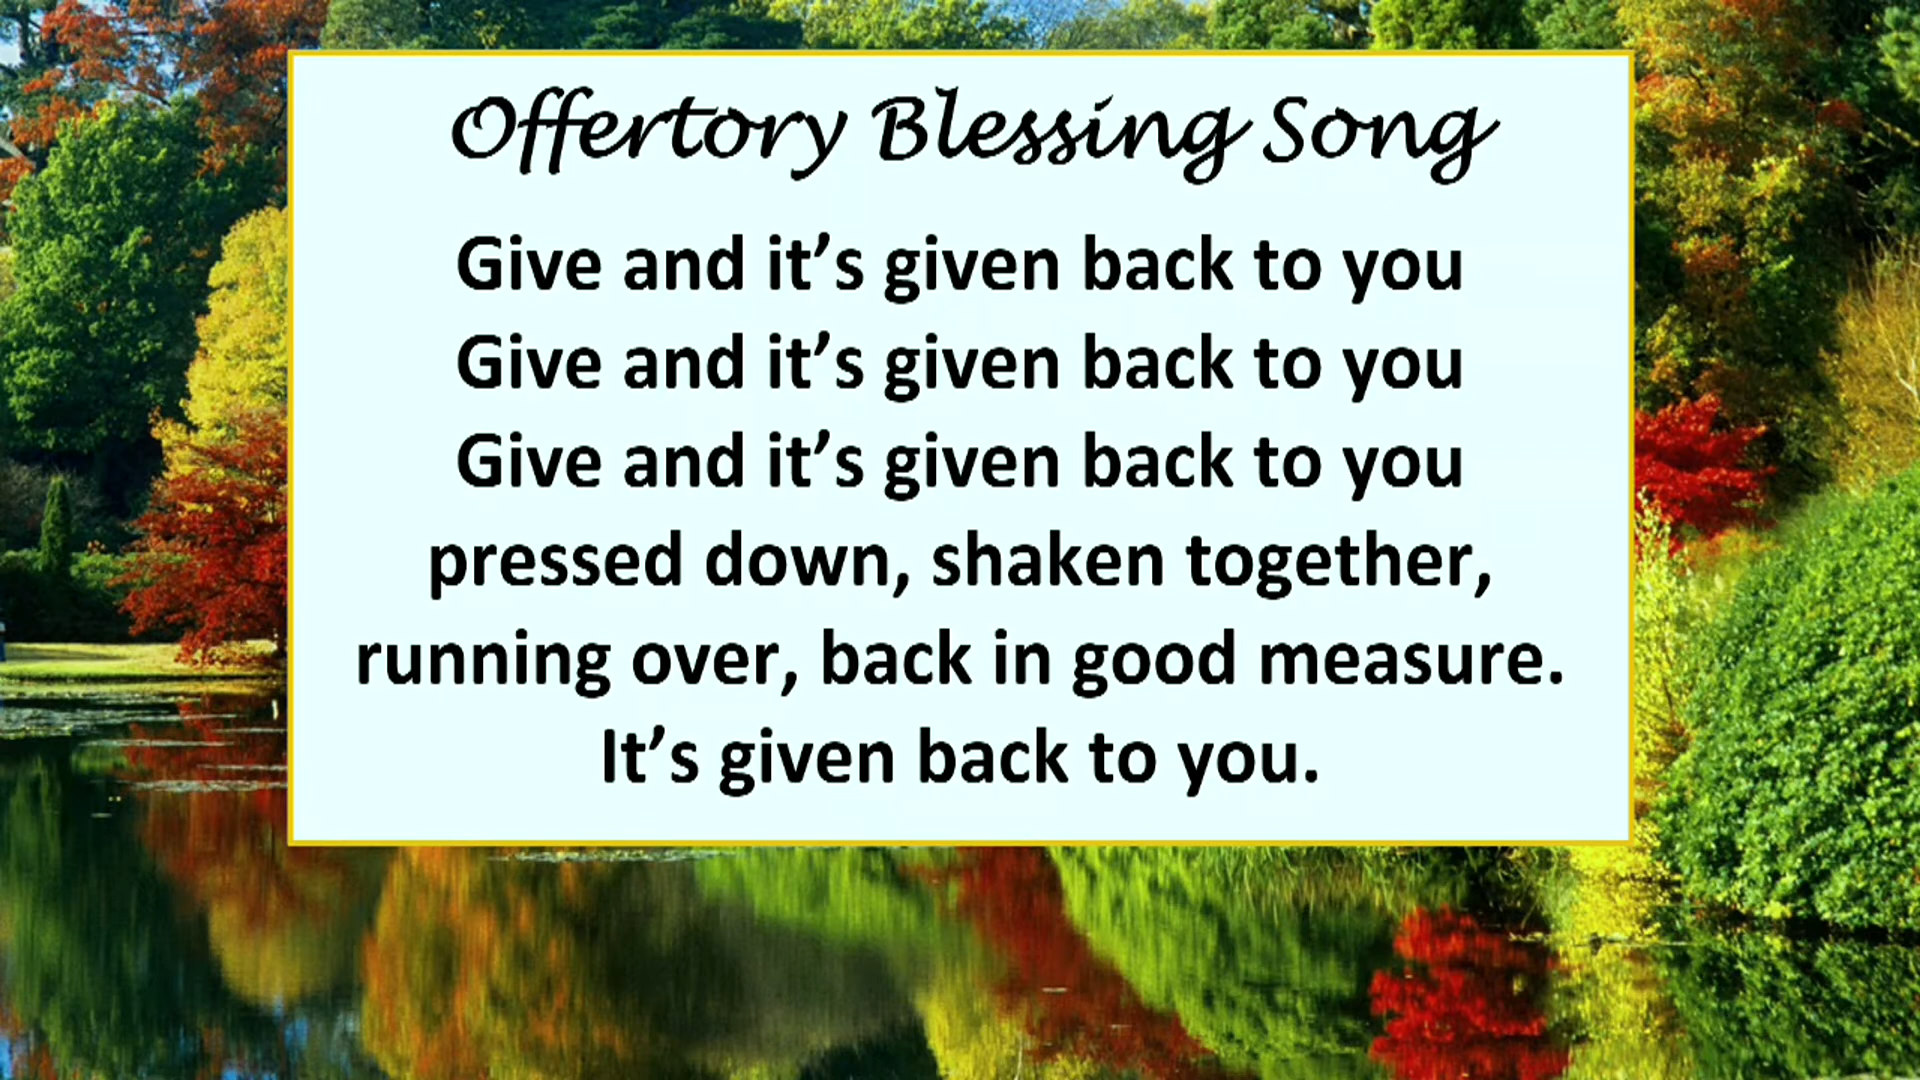 Offertory Blessing Song
Give and it’s given back to you
Give and it’s given back to you
Give and it’s given back to you
pressed down, shaken together,
running over, back in good measure.
It’s given back to you.